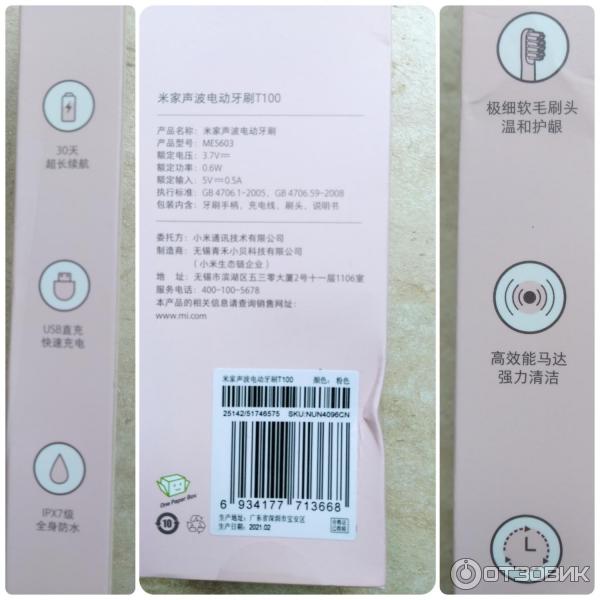 30天
超长续航
USB直充
快速充电
IPX7级
全身防水
米家声波电动牙刷T100
产品名称：米家声波电动牙刷
产品型号：MES603
额定电压：3.7V⎓
额定功率：0.6W
额定输入：5V⎓0.5A
执行标准：GB 4706.1-2005、GB 4706.59-2008
包装内含：牙刷手柄、充电线、刷头、说明书
委托方：小米通讯技术有限公司
制造商：无锡青禾小贝科技有限公司
（小米生态链企业）
地 址：无锡市滨湖区五三零大厦2号十一层1106室
服务电话：400-100-5678
本产品的相关信息请查询销售网址：
www.mi.com
米家声波电动牙刷T100 颜色：粉色
25142/51746575 SKU:NUN4096CN
6 934177 713668
生产地址：广东省深圳市宝安区
生产日期：2021.02
One Paper Box
10
极细软毛刷头
温和护龈
高效能马达
强力清洁
ОТЗОВИК